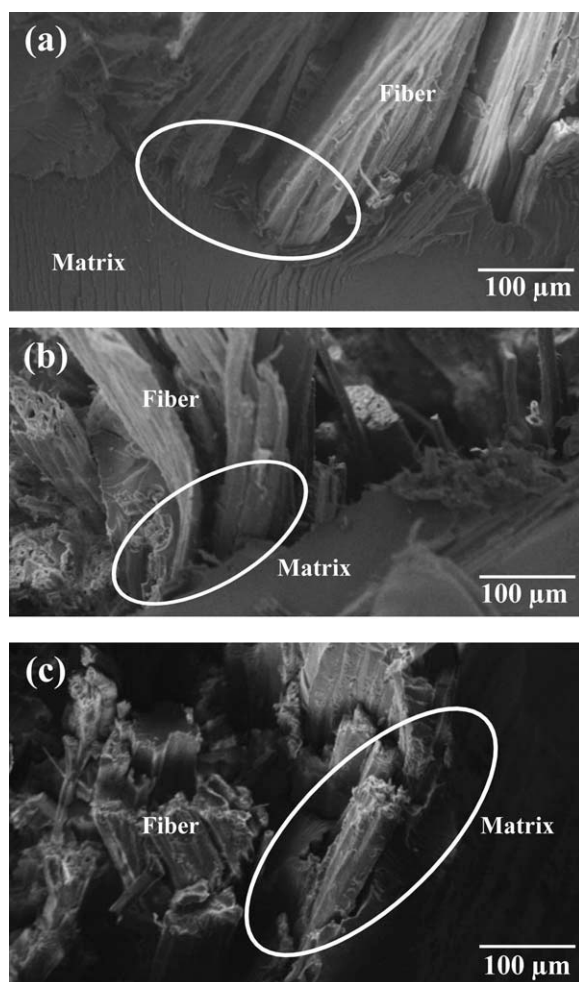 (a)
Fiber
Matrix
100 µm
(b)
Fiber
Matrix
100 µm
(c)
Fiber
Matrix
100 µm